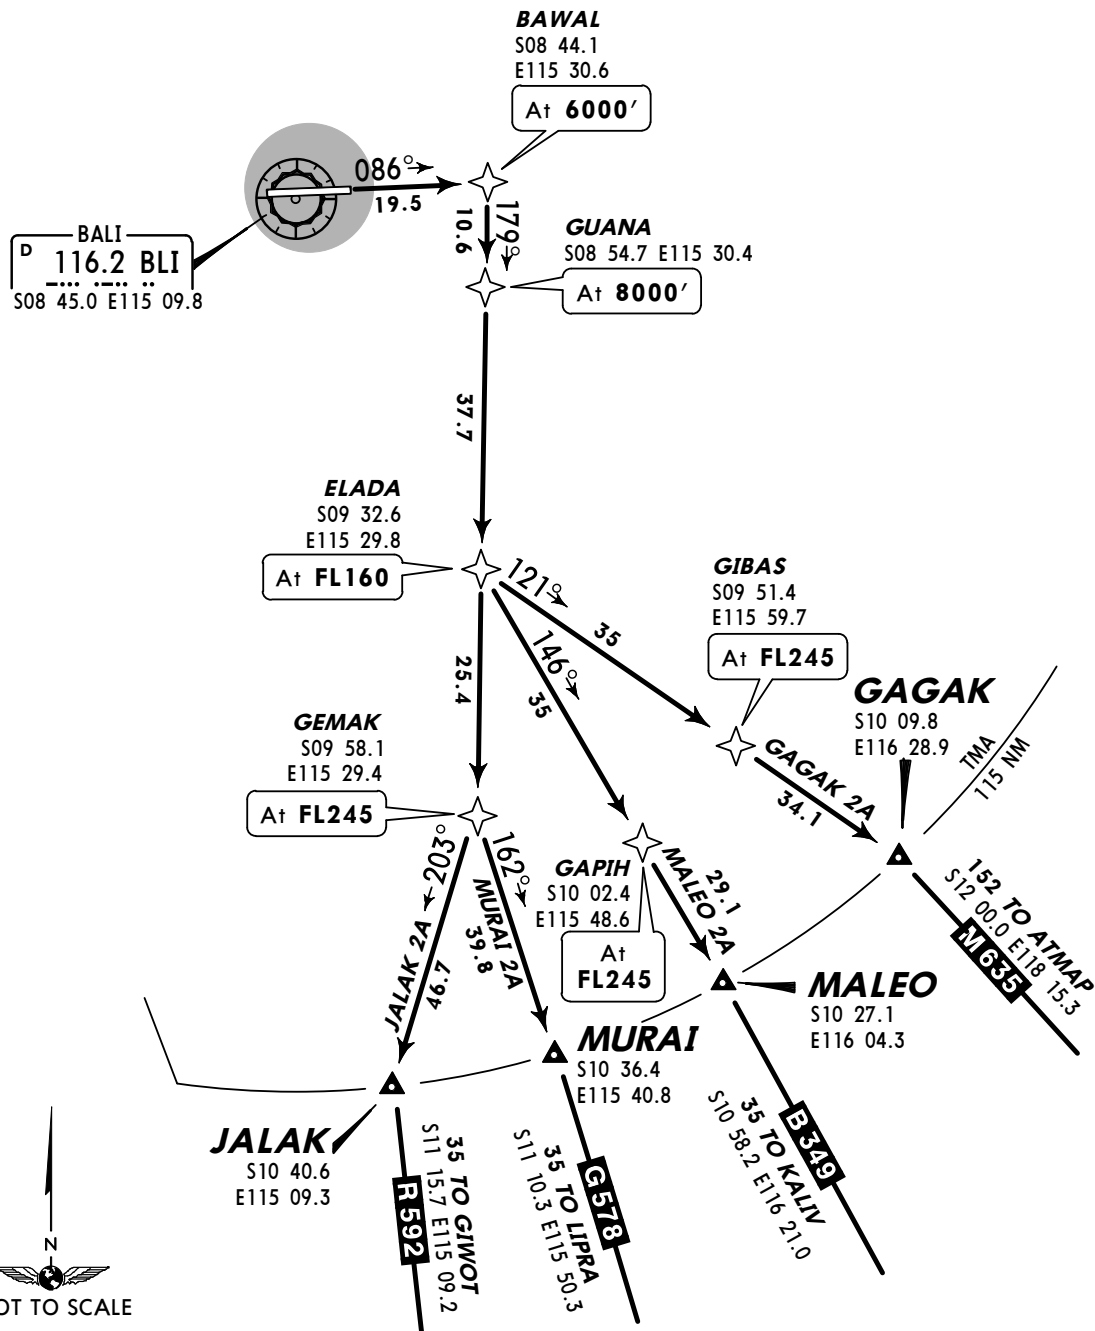 BAWAL
S08 44.1
E115 30.6
At 6000'
086°
19.5
179°
10.6
BALI
D 116.2 BLI
S08 45.0 E115 09.8
GUANA
S08 54.7 E115 30.4
At 8000'
37.7
ELADA
S09 32.6
E115 29.8
At FL160
121°
35
146°
35
25.4
GIBAS
S09 51.4
E115 59.7
At FL245
GAGAK
S10 09.8
E116 28.9
TMA
115 NM
GAGAK 2A
34.1
GEMAK
S09 58.1
E115 29.4
At FL245
203°
JALAK 2A
46.7
162°
MURAI 2A
39.8
GAPIH
S10 02.4
E115 48.6
At
FL245
29.1
MALEO 2A
152 TO ATMAP
S12 00.0 E118 15.3
M635
MALEO
S10 27.1
E116 04.3
MURAI
S10 36.4
E115 40.8
JALAK
S10 40.6
E115 09.3
35 TO GIWOT
S11 15.7 E115 09.2
R592
35 TO LIPRA
S11 10.3 E115 50.3
G578
35 TO KALIV
S10 58.2 E116 21.0
B349
N
OT TO SCALE